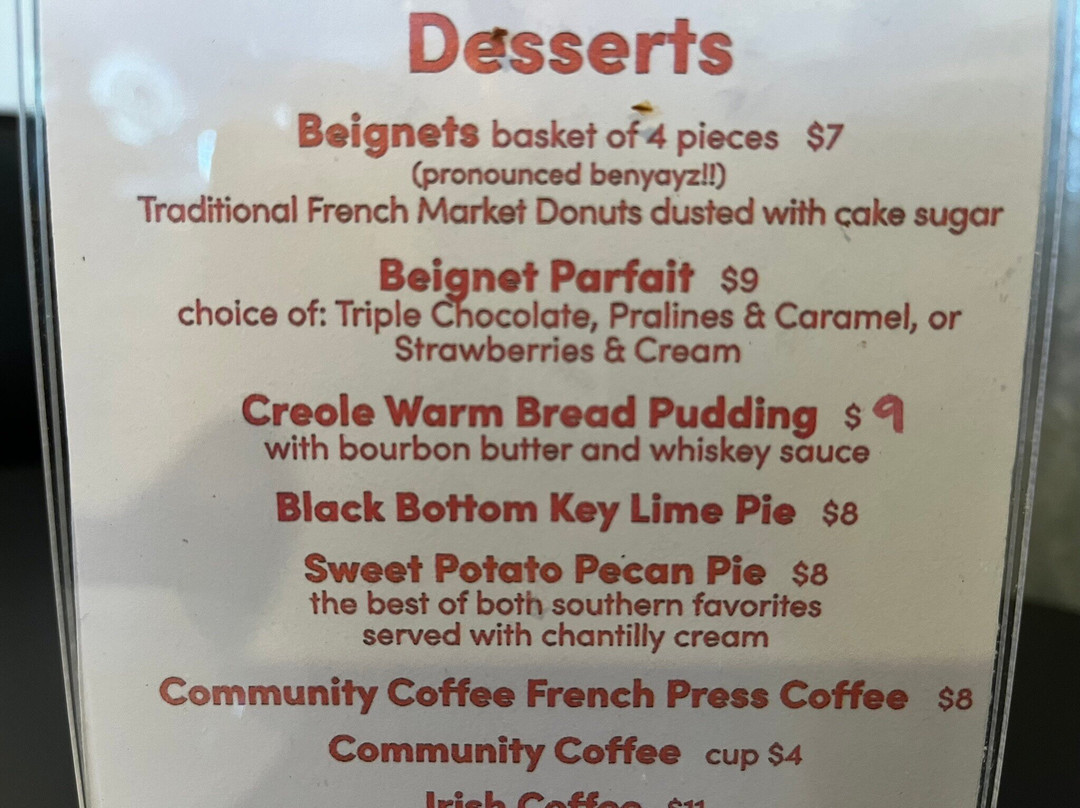 Desserts
Beignets basket of 4 pieces $7
(pronounced benyayz!!)
Traditional French Market Donuts dusted with cake sugar
Beignet Parfait $9
choice of: Triple Chocolate, Pralines & Caramel, or
Strawberries & Cream
Creole Warm Bread Pudding $9
with bourbon butter and whiskey sauce
Black Bottom Key Lime Pie $8
Sweet Potato Pecan Pie $8
the best of both southern favorites
served with chantilly cream
Community Coffee French Press Coffee $8
Community Coffee cup $4
Irish Coffee $11